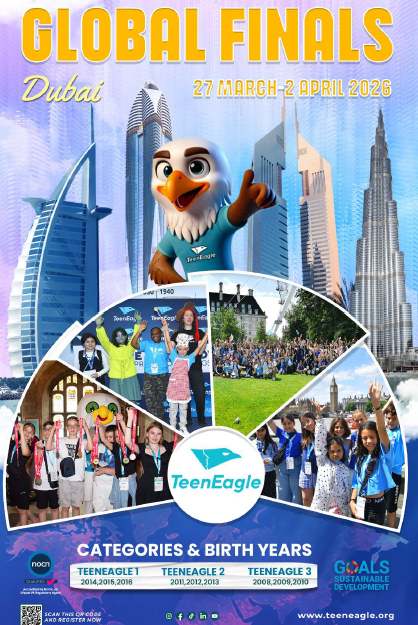 GLOBAL FINALS
Dubai
27 MARCH-2 APRIL 2026
TeenEagle
1940
TeenEagle
TeenEagle
CATEGORIES & BIRTH YEARS
TEENEAGLE 1 TEENEAGLE 2 TEENEAGLE 3
2014,2015,2016 2011,2012,2013 2008,2009,2010
nocn
GOALS
SUSTAINABLE
DEVELOPMENT
SCAN THIS QR CODE
AND REGISTER NOW
www.teeneagle.org